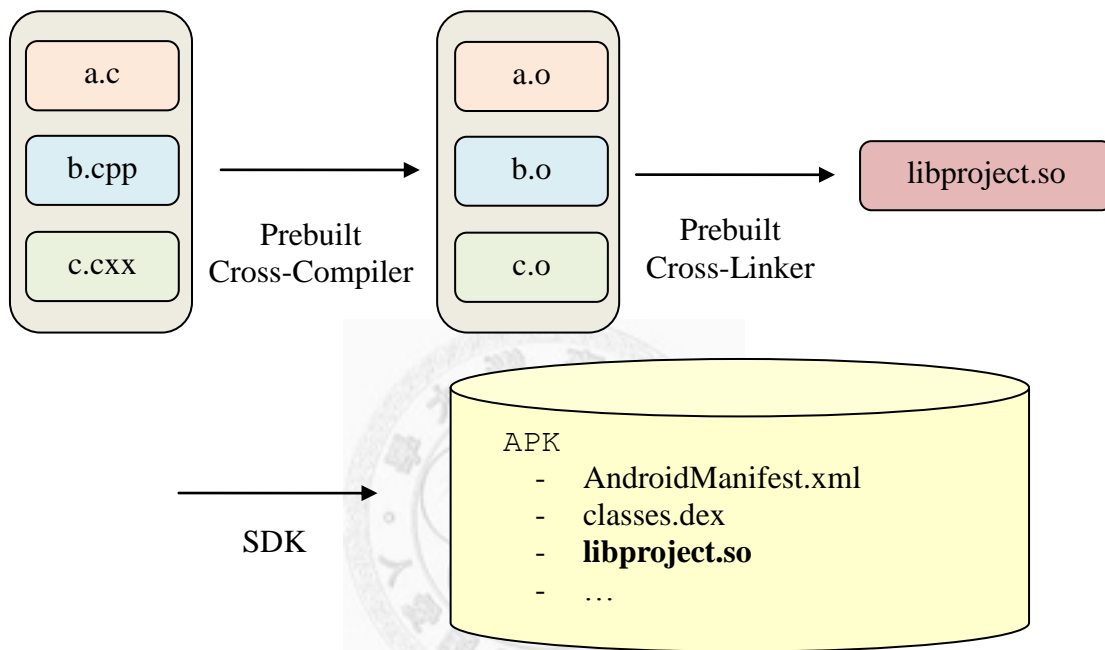 a.c
b.cpp
c.cxx
Prebuilt
Cross-Compiler
a.o
b.o
c.o
Prebuilt
Cross-Linker
libproject.so
SDK
APK
- AndroidManifest.xml
- classes.dex
- libproject.so
- …